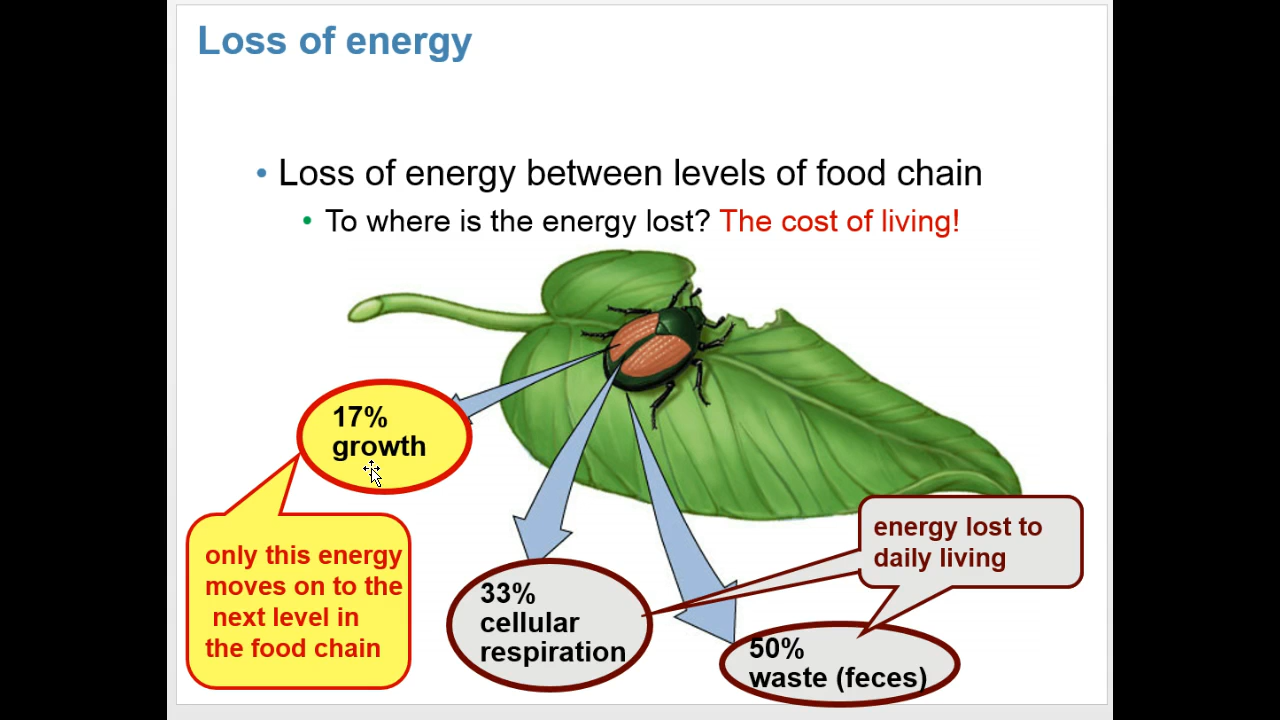 Loss of energy
• Loss of energy between levels of food chain
• To where is the energy lost? The cost of living!
17%
growth
only this energy
moves on to the
next level in
the food chain
33%
cellular
respiration
energy lost to
daily living
50%
waste (feces)